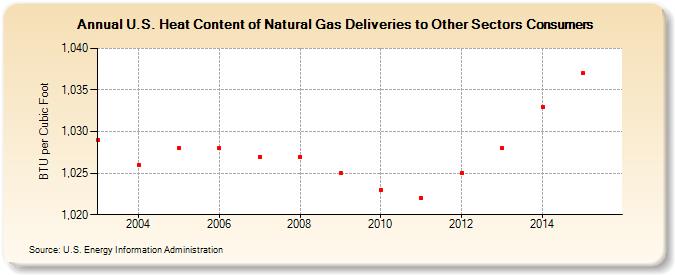 Annual U.S. Heat Content of Natural Gas Deliveries to Other Sectors Consumers
BTU per Cubic Foot
1,040
1,035
1,030
1,025
1,020
2004 2006 2008 2010 2012 2014
Source: U.S. Energy Information Administration